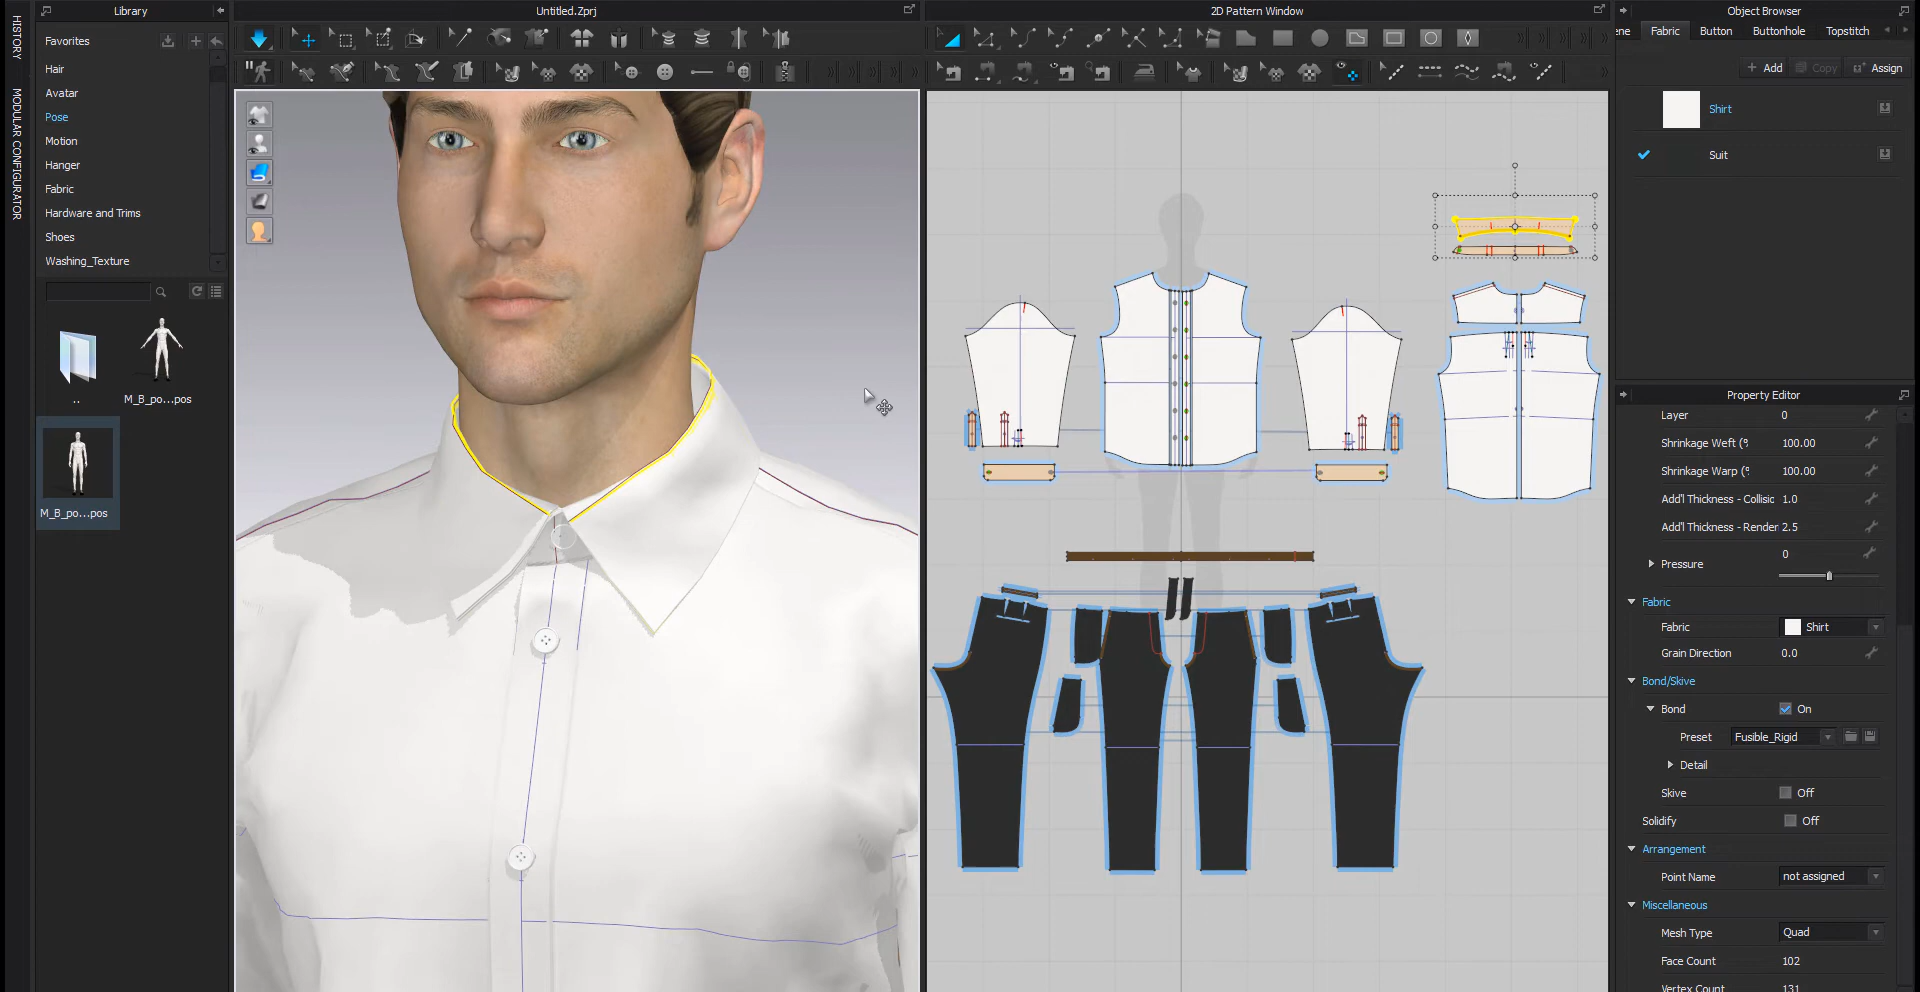 Library
Untitled.Zprj
2D Pattern Window
Object Browser
HISTORY
MODULAR CONFIGURATOR
Favorites
Hair
Avatar
Pose
Motion
Hanger
Fabric
Hardware and Trims
Shoes
Washing_Texture
..
M_B_po...pos
M_B_po...pos
ene
Fabric
Button
Buttonhole
Topstitch
+ Add
Copy
Assign
Shirt
Suit
Property Editor
Layer 0
Shrinkage Weft (% 100.00
Shrinkage Warp (% 100.00
Add'l Thickness - Collisic 1.0
Add'l Thickness - Render 2.5
Pressure 0
Fabric
Fabric Shirt
Grain Direction 0.0
Bond/Skive
Bond On
Preset Fusible_Rigid
Detail
Skive Off
Solidify Off
Arrangement
Point Name not assigned
Miscellaneous
Mesh Type Quad
Face Count 102
Vertex Count 131